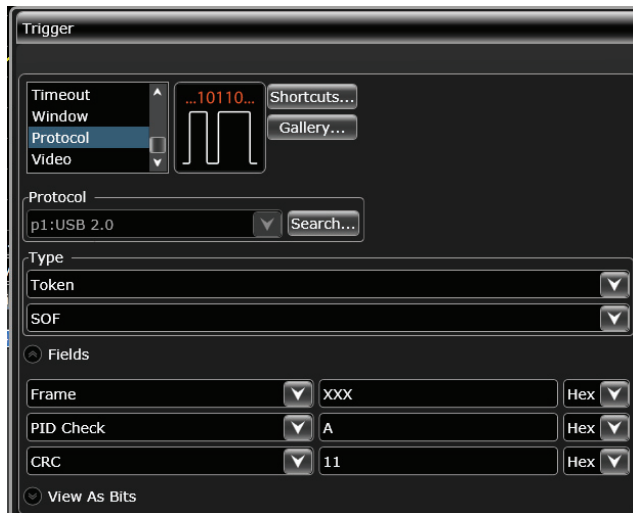 Trigger
Timeout
Window
Protocol
Video
...10110...
Shortcuts...
Gallery...
Protocol
p1:USB 2.0
Search...
Type
Token
SOF
Fields
Frame XXX Hex
PID Check A Hex
CRC 11 Hex
View As Bits